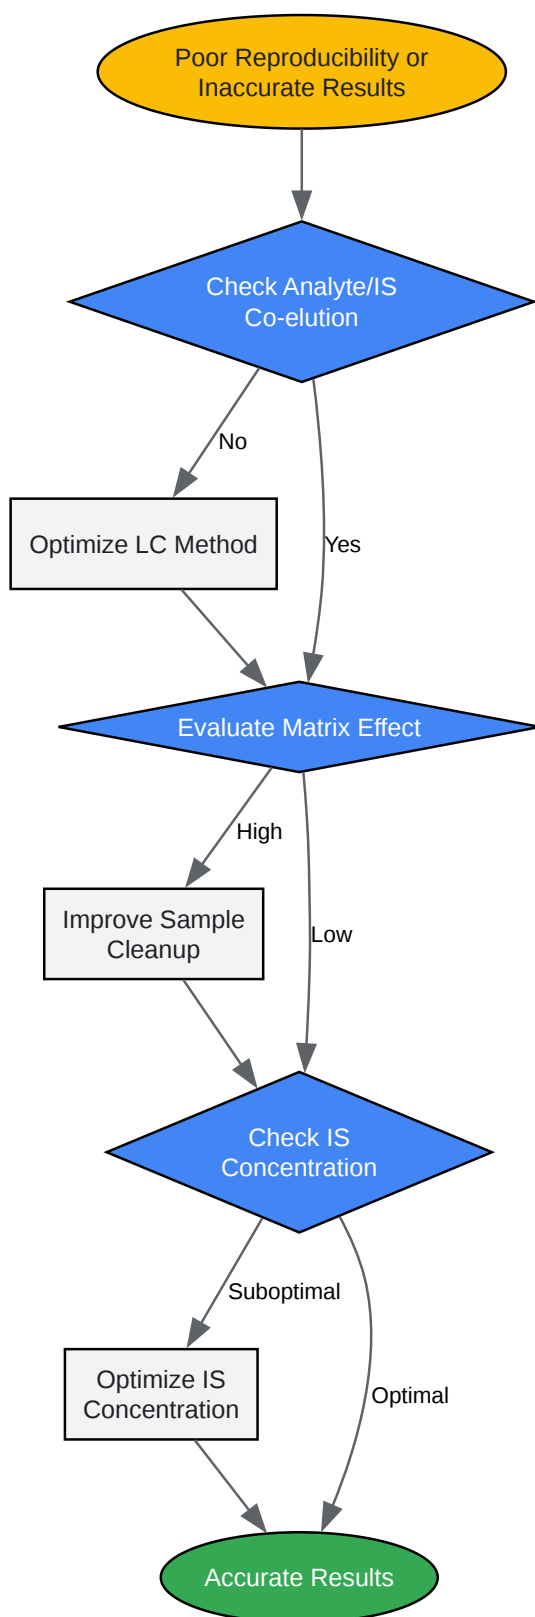 Poor Reproducibility or
Inaccurate Results
Check Analyte/IS
Co-elution
No
Optimize LC Method
Yes
Evaluate Matrix Effect
High
Improve Sample
Cleanup
Low
Check IS
Concentration
Suboptimal
Optimize IS
Concentration
Optimal
Accurate Results